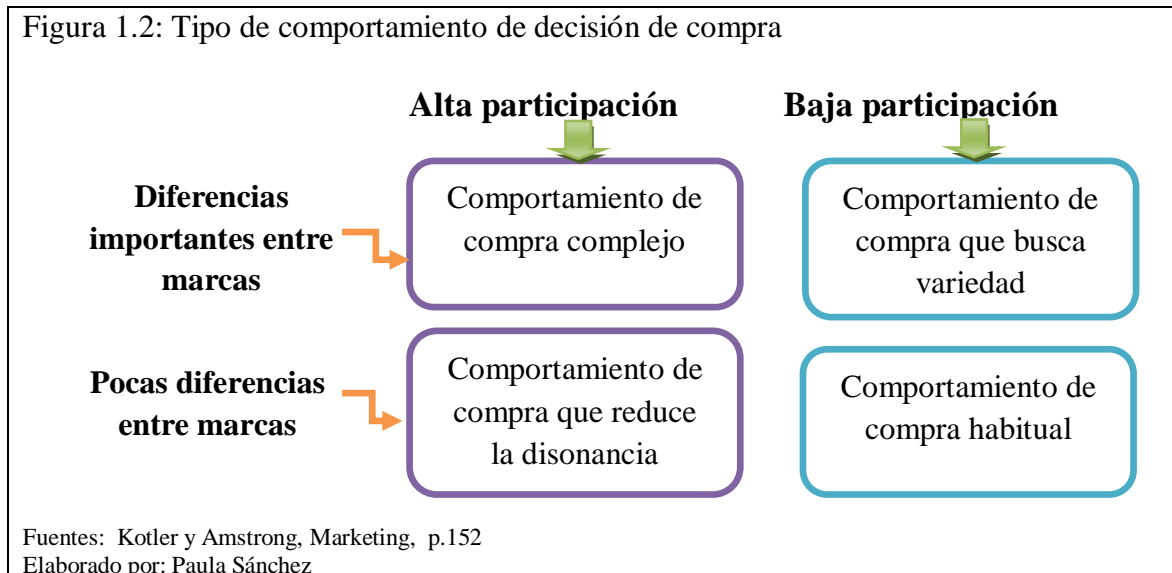 Figura 1.2: Tipo de comportamiento de decisión de compra
Alta participación
Baja participación
Diferencias
importantes entre
marcas
Comportamiento de
compra complejo
Comportamiento de
compra que busca
variedad
Pocas diferencias
entre marcas
Comportamiento de
compra que reduce
la disonancia
Comportamiento de
compra habitual
Fuentes: Kotler y Amstrong, Marketing, p.152
Elaborado por: Paula Sánchez